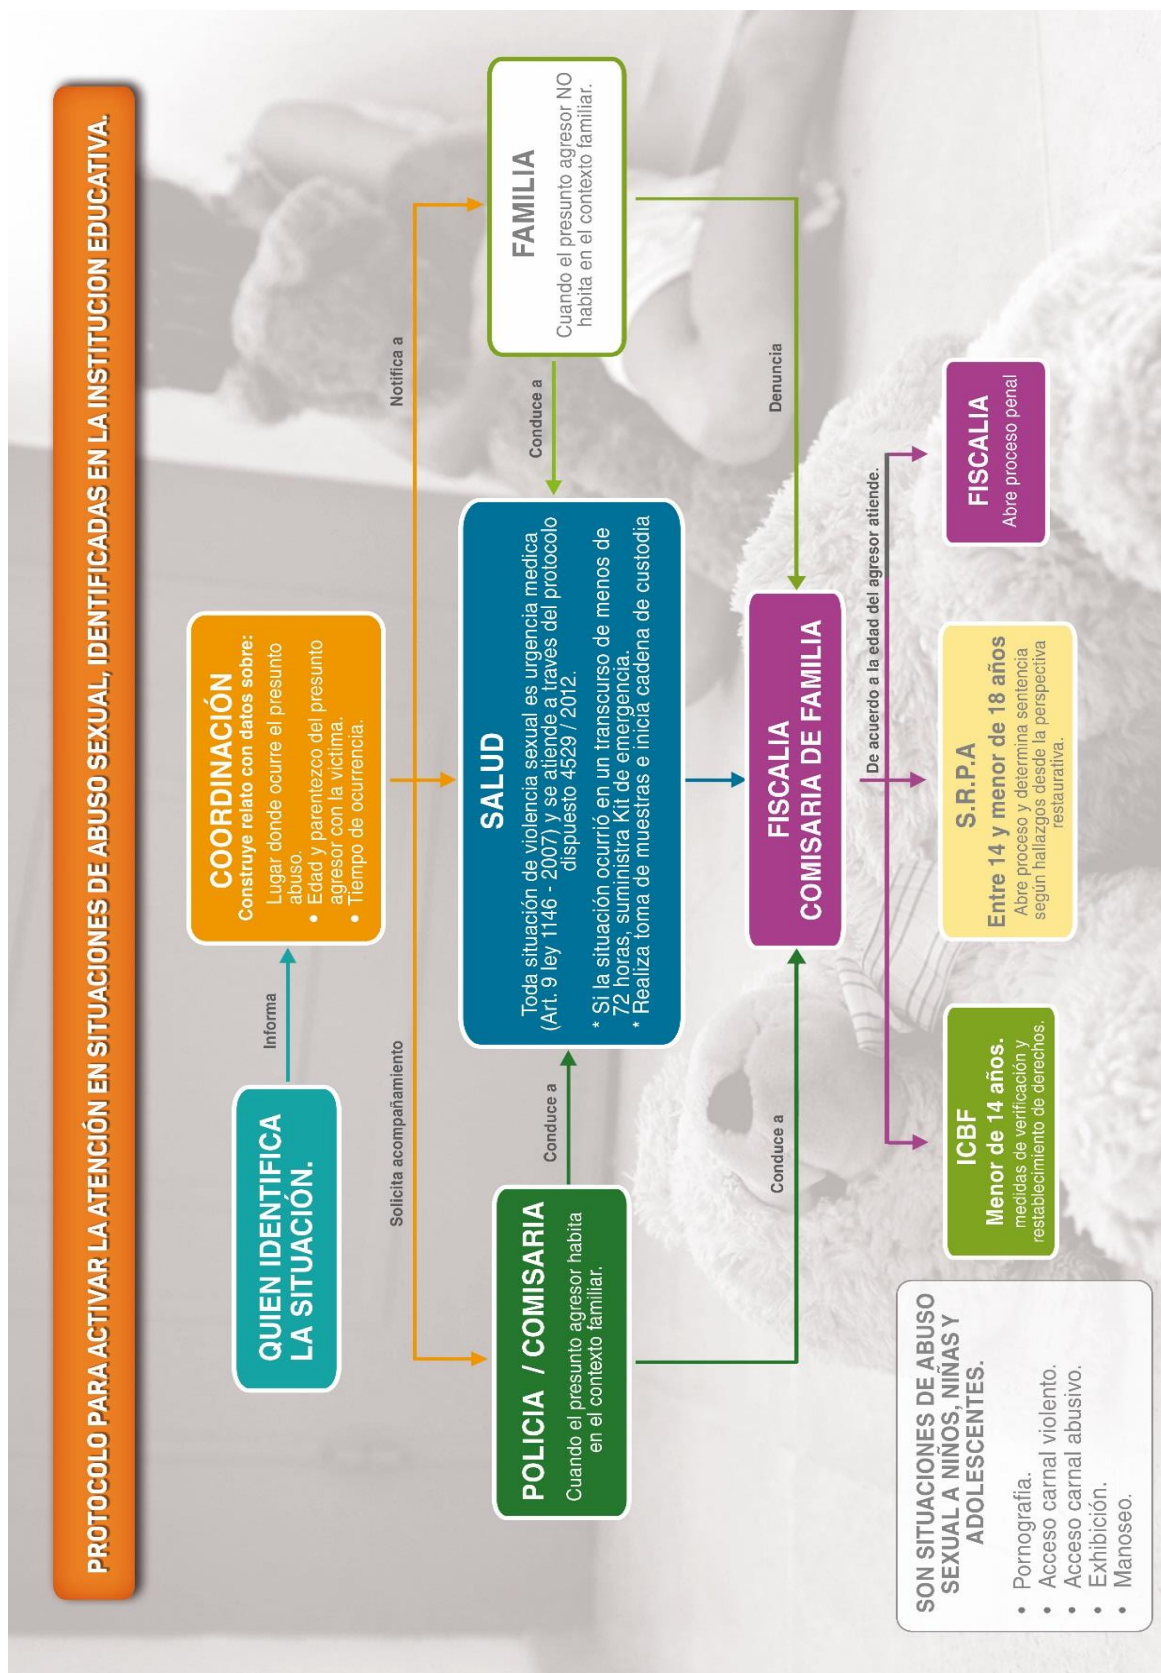 PROTOCOLO PARA ACTIVAR LA ATENCIÓN EN SITUACIONES DE ABUSO SEXUAL, IDENTIFICADAS EN LA INSTITUCION EDUCATIVA.
QUIEN IDENTIFICA
LA SITUACIÓN.
Informa
COORDINACIÓN
Construye relato con datos sobre:
Lugar donde ocurre el presunto
abuso.
• Edad y parentezco del presunto
agresor con la victima.
• Tiempo de ocurrencia.
Solicita acompañamiento
Notifica a
POLICIA / COMISARIA
Cuando el presunto agresor habita
en el contexto familiar.
Conduce a
SALUD
Toda situación de violencia sexual es urgencia medica
(Art. 9 ley 1146 - 2007) y se atiende a traves del protocolo
dispuesto 4529 / 2012.
* Si la situación ocurrió en un transcurso de menos de
72 horas, suministra Kit de emergencia.
* Realiza toma de muestras e inicia cadena de custodia
Conduce a
FAMILIA
Cuando el presunto agresor NO
habita en el contexto familiar.
Conduce a
Denuncia
FISCALIA
COMISARIA DE FAMILIA
De acuerdo a la edad del agresor atiende.
ICBF
Menor de 14 años.
medidas de verificación y
restablecimiento de derechos.
S.R.P.A
Entre 14 y menor de 18 años
Abre proceso y determina sentencia
según hallazgos desde la perspectiva
restaurativa.
FISCALIA
Abre proceso penal
SON SITUACIONES DE ABUSO
SEXUAL A NIÑOS, NIÑAS Y
ADOLESCENTES.
• Pornografia.
• Acceso carnal violento.
• Acceso carnal abusivo.
• Exhibición.
• Manoseo.